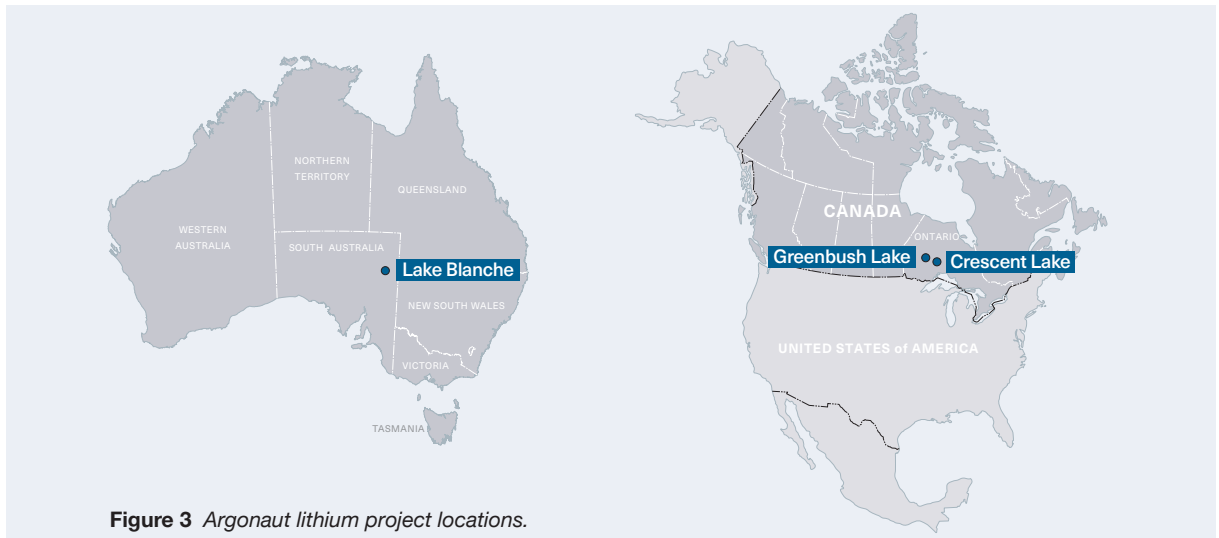 NORTHERN
TERRITORY
QUEENSLAND
WESTERN
AUSTRALIA
SOUTH AUSTRALIA
Lake Blanche
NEW SOUTH WALES
VICTORIA
TASMANIA
CANADA
ONTARIO
Greenbush Lake
Crescent Lake
UNITED STATES of AMERICA
Figure 3 Argonaut lithium project locations.